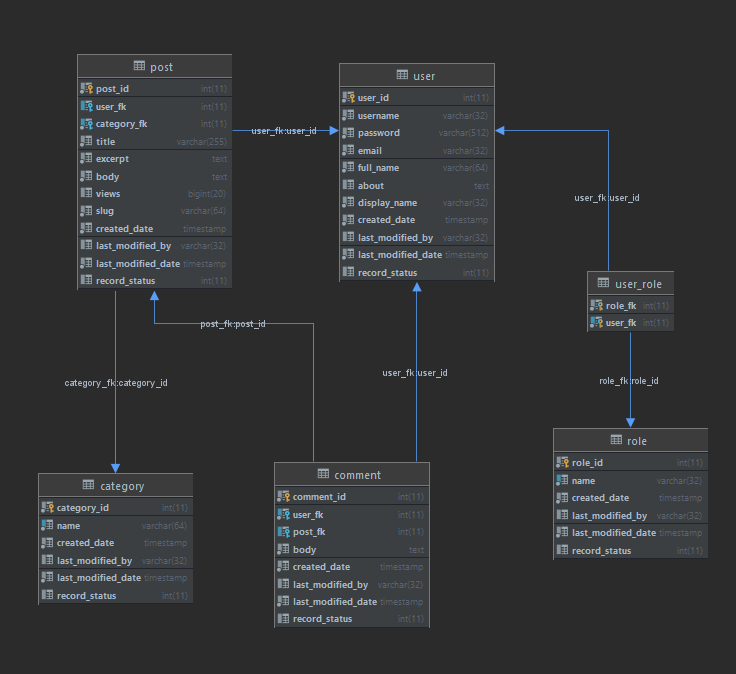 post
post_id int(11)
user_fk int(11)
category_fk int(11)
title varchar(255)
excerpt text
body text
views bigint(20)
slug varchar(64)
created_date timestamp
last_modified_by varchar(32)
last_modified_date timestamp
record_status int(11)
user_fk:user_id
user
user_id int(11)
username varchar(32)
password varchar(512)
email varchar(32)
full_name varchar(64)
about text
display_name varchar(32)
created_date timestamp
last_modified_by varchar(32)
last_modified_date timestamp
record_status int(11)
user_fk:user_id
user_role
role_fk int(11)
user_fk int(11)
post_fk:post_id
category_fk:category_id
user_fk:user_id
role_fk:role_id
category
category_id int(11)
name varchar(64)
created_date timestamp
last_modified_by varchar(32)
last_modified_date timestamp
record_status int(11)
comment
comment_id int(11)
user_fk int(11)
post_fk int(11)
body text
created_date timestamp
last_modified_by varchar(32)
last_modified_date timestamp
record_status int(11)
role
role_id int(11)
name varchar(32)
created_date timestamp
last_modified_by varchar(32)
last_modified_date timestamp
record_status int(11)